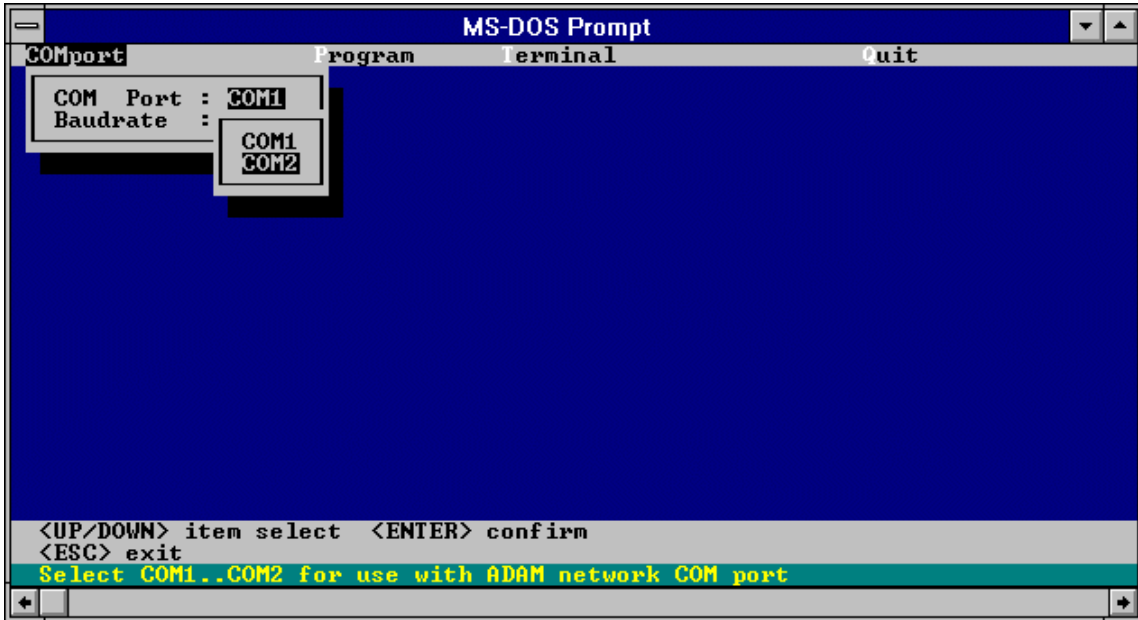 MS-DOS Prompt
COMport Program Terminal Quit
COM Port : COM1
Baudrate :
COM1
COM2
<UP/DOWN> item select <ENTER> confirm
<ESC> exit
Select COM1..COM2 for use with ADAM network COM port